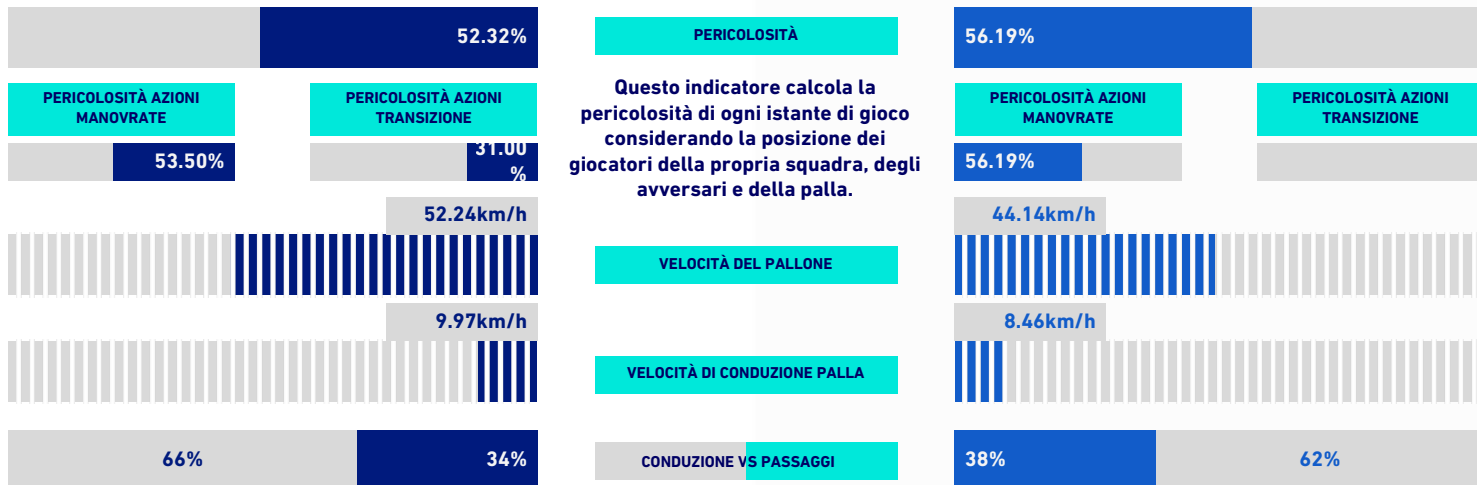 52.32%
PERICOLOSITÀ
56.19%
PERICOLOSITÀ AZIONI
MANOVRATE
PERICOLOSITÀ AZIONI
TRANSIZIONE
53.50%
31.00
%
Questo indicatore calcola la
pericolosità di ogni istante di gioco
considerando la posizione dei
giocatori della propria squadra, degli
avversari e della palla.
PERICOLOSITÀ AZIONI
MANOVRATE
PERICOLOSITÀ AZIONI
TRANSIZIONE
56.19%
52.24km/h
VELOCITÀ DEL PALLONE
44.14km/h
9.97km/h
VELOCITÀ DI CONDUZIONE PALLA
8.46km/h
66%
34%
CONDUZIONE VS PASSAGGI
38%
62%